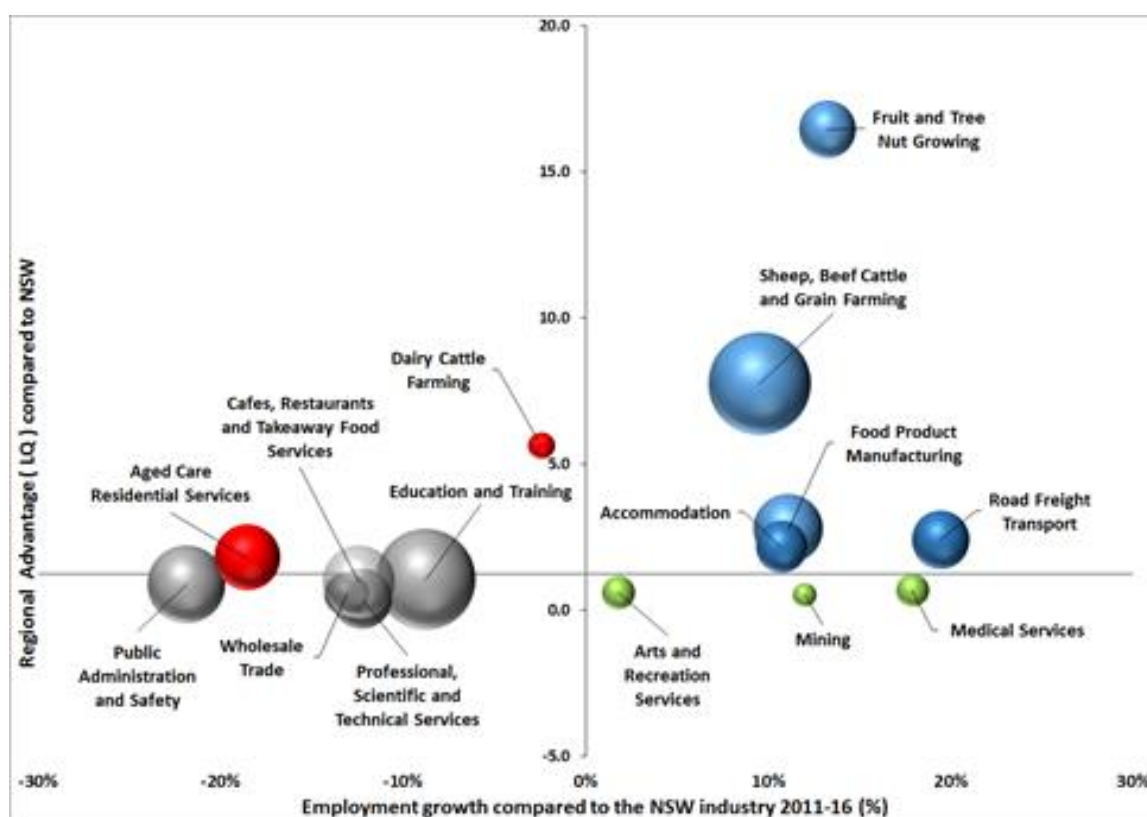 20.0
Fruit and Tree
Nut Growing
15.0
Sheep, Beef Cattle
and Grain Farming
10.0
Dairy Cattle
Farming
Cafes, Restaurants
and Takeaway Food
Services
Food Product
Manufacturing
5.0
Aged Care
Residential Services
Education and Training
Accommodation
Road Freight
Transport
0.0
Public
Administration
and Safety
Wholesale
Trade
Professional,
Scientific and
Technical Services
Arts and
Recreation
Services
Mining
Medical Services
-5.0
-30%
-20%
-10%
0%
10%
20%
30%
Employment growth compared to the NSW industry 2011-16 (%)
Regional Advantage ( LQ ) compared to NSW